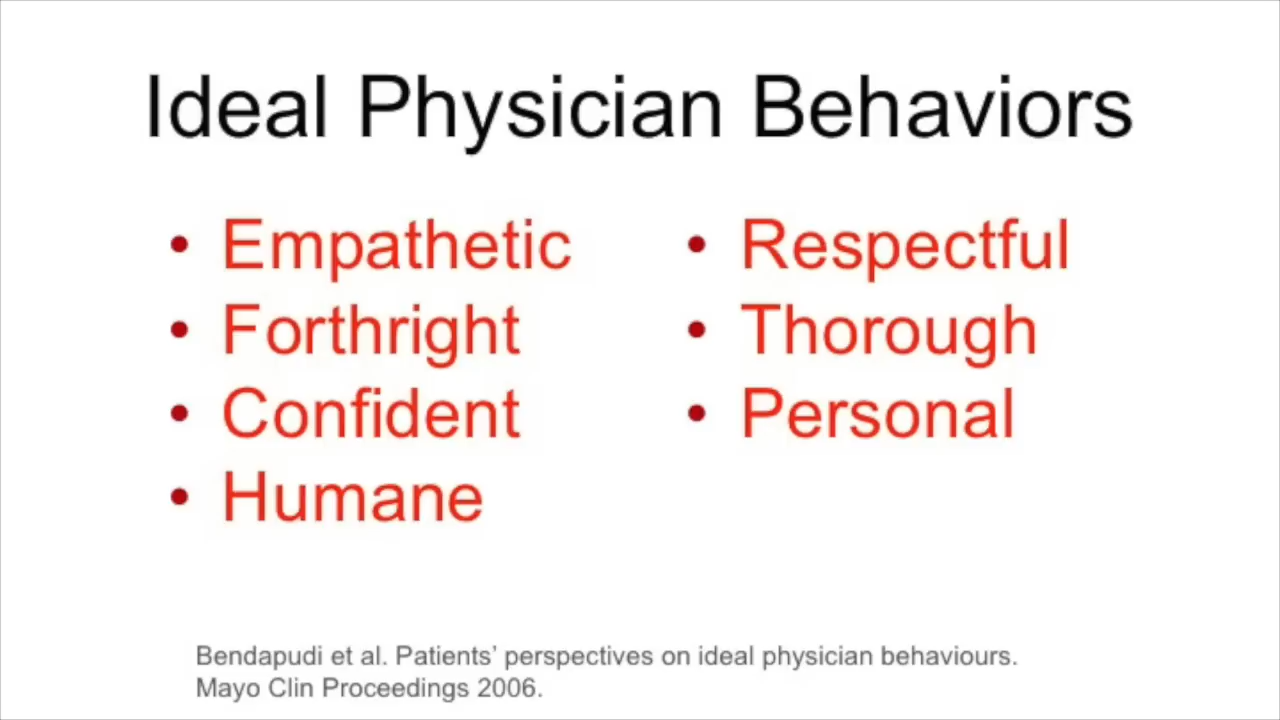 Ideal Physician Behaviors
• Empathetic
• Forthright
• Confident
• Humane
• Respectful
• Thorough
• Personal
Bendapudi et al. Patients’ perspectives on ideal physician behaviours.
Mayo Clin Proceedings 2006.